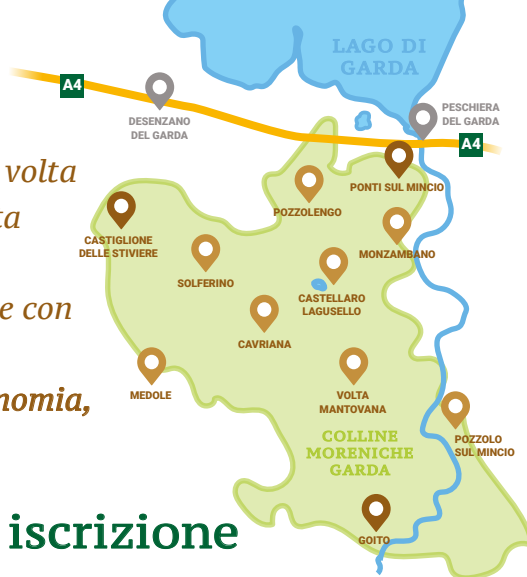 LAGO DI
GARDA
A4
DESENZANO
DEL GARDA
PESCHIERA
DEL GARDA
A4
volta
PONTI SUL MINCIO
POZZOLENGO
CASTIGLIONE
DELLE STIVIERE
MONZAMBANO
SOLFERINO
CASTELLARO
LAGUSELLO
e con
CAVRIANA
MEDOLE
VOLTA
MANTOVANA
nomia,
COLLINE
MORENICHE
GARDA
POZZOLO
SUL MINCIO
iscrizione
GOITO